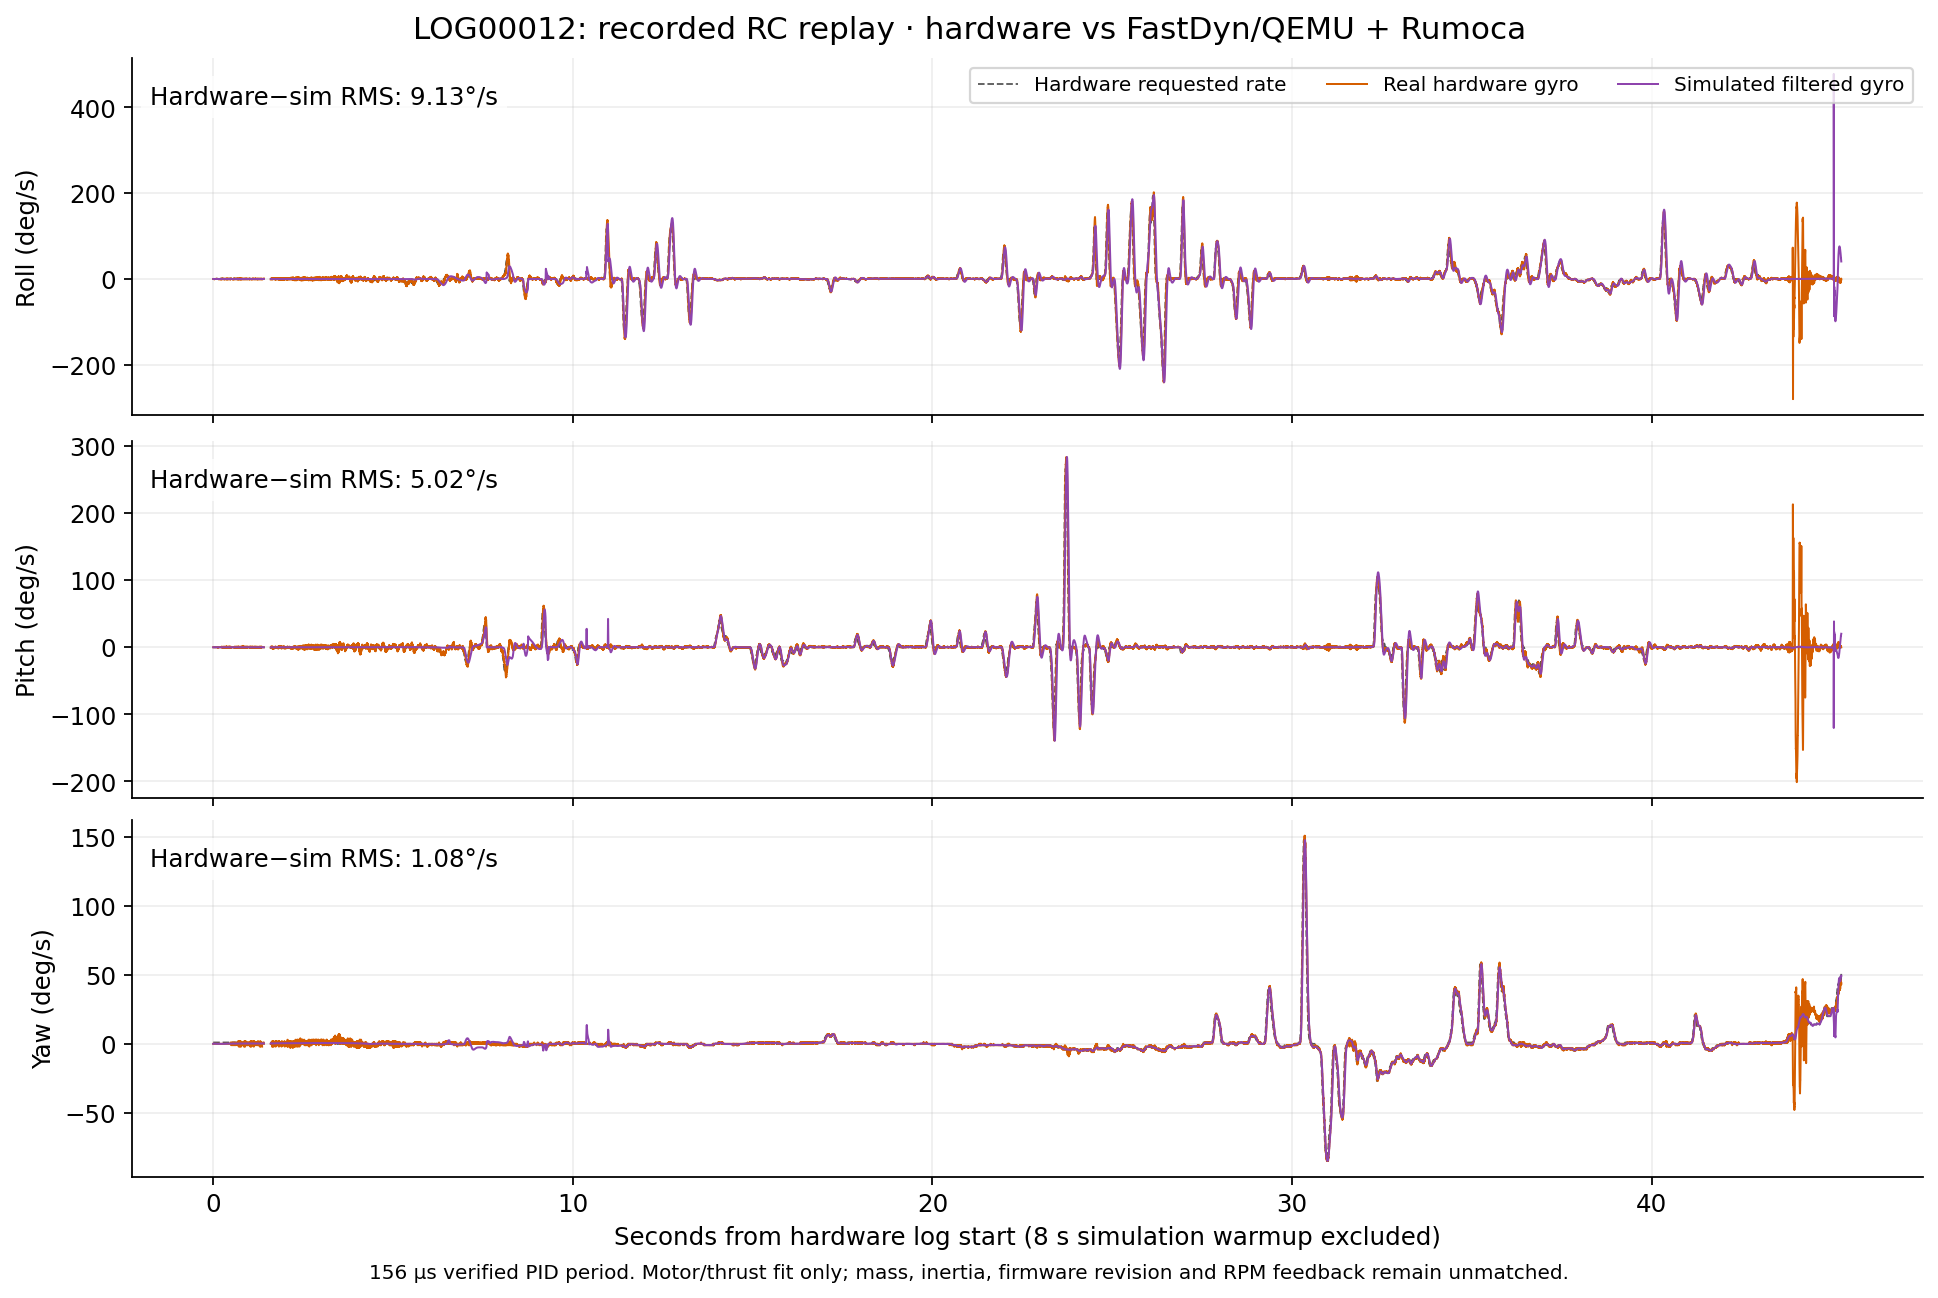 LOG00012: recorded RC replay · hardware vs FastDyn/QEMU + Rumoca
Hardware−sim RMS: 9.13°/s
Hardware requested rate
Real hardware gyro
Simulated filtered gyro
Roll (deg/s)
400
200
0
−200
Hardware−sim RMS: 5.02°/s
Pitch (deg/s)
300
200
100
0
−100
−200
Hardware−sim RMS: 1.08°/s
Yaw (deg/s)
150
100
50
0
−50
0 10 20 30 40
Seconds from hardware log start (8 s simulation warmup excluded)
156 µs verified PID period. Motor/thrust fit only; mass, inertia, firmware revision and RPM feedback remain unmatched.